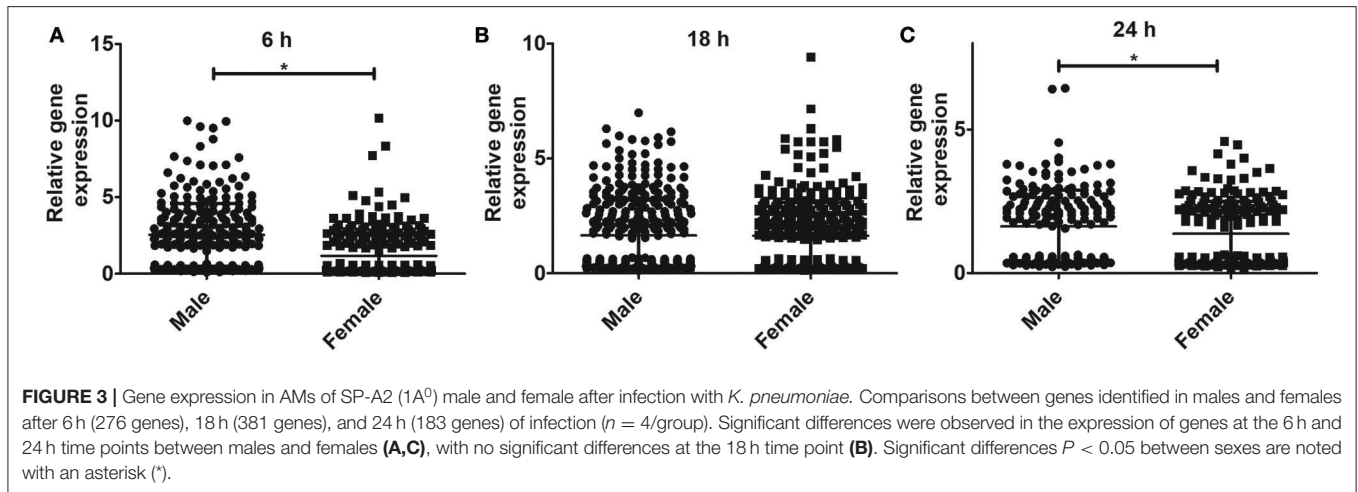 A
6 h
15
10
5
0
Relative gene
expression
*
Male
Female
B
18 h
10
5
0
Relative gene
expression
Male
Female
C
24 h
5
0
Relative gene
expression
*
Male
Female
FIGURE 3 | Gene expression in AMs of SP-A2 (1A⁰) male and female after infection with K. pneumoniae. Comparisons between genes identified in males and females
after 6 h (276 genes), 18 h (381 genes), and 24 h (183 genes) of infection (n = 4/group). Significant differences were observed in the expression of genes at the 6 h and
24 h time points between males and females (A,C), with no significant differences at the 18 h time point (B). Significant differences P < 0.05 between sexes are noted
with an asterisk (*).